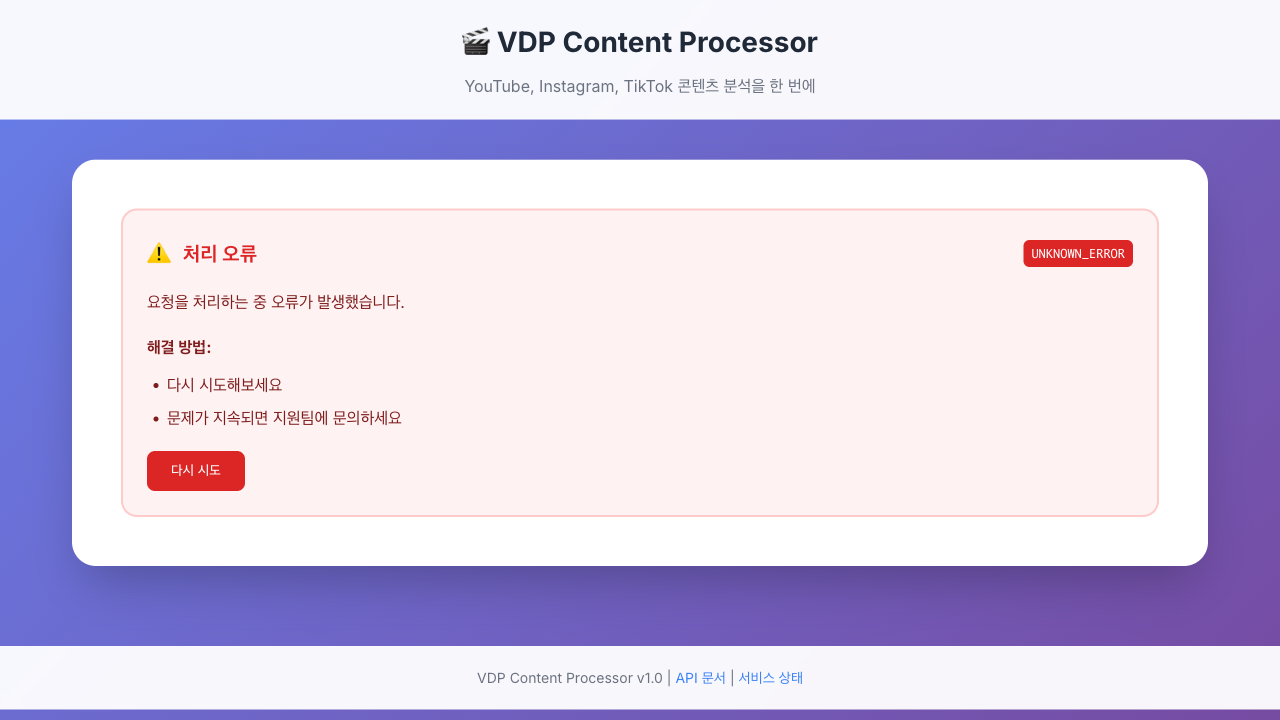 🎬 VDP Content Processor
YouTube, Instagram, TikTok 콘텐츠 분석을 한 번에
⚠️ 처리 오류
UNKNOWN_ERROR
요청을 처리하는 중 오류가 발생했습니다.
해결 방법:
• 다시 시도해보세요
• 문제가 지속되면 지원팀에 문의하세요
다시 시도
VDP Content Processor v1.0 | API 문서 | 서비스 상태